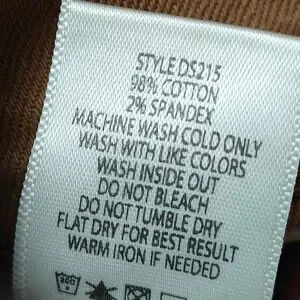 STYLE DS215
98% COTTON
2% SPANDEX
MACHINE WASH COLD ONLY
WASH WITH LIKE COLORS
WASH INSIDE OUT
DO NOT BLEACH
DO NOT TUMBLE DRY
FLAT DRY FOR BEST RESULT
WARM IRON IF NEEDED